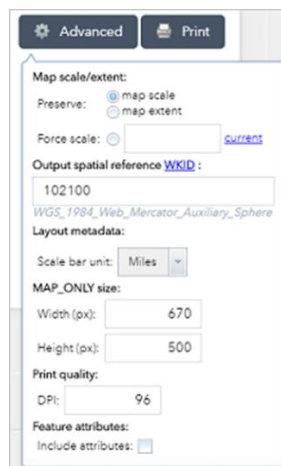 Advanced Print
Map scale/extent:
Preserve: map scale
map extent
Force scale: current
Output spatial reference WKID :
102100
WGS_1984_Web_Mercator_Auxiliary_Sphere
Layout metadata:
Scale bar unit: Miles
MAP_ONLY size:
Width (px): 670
Height (px): 500
Print quality:
DPI: 96
Feature attributes:
Include attributes: